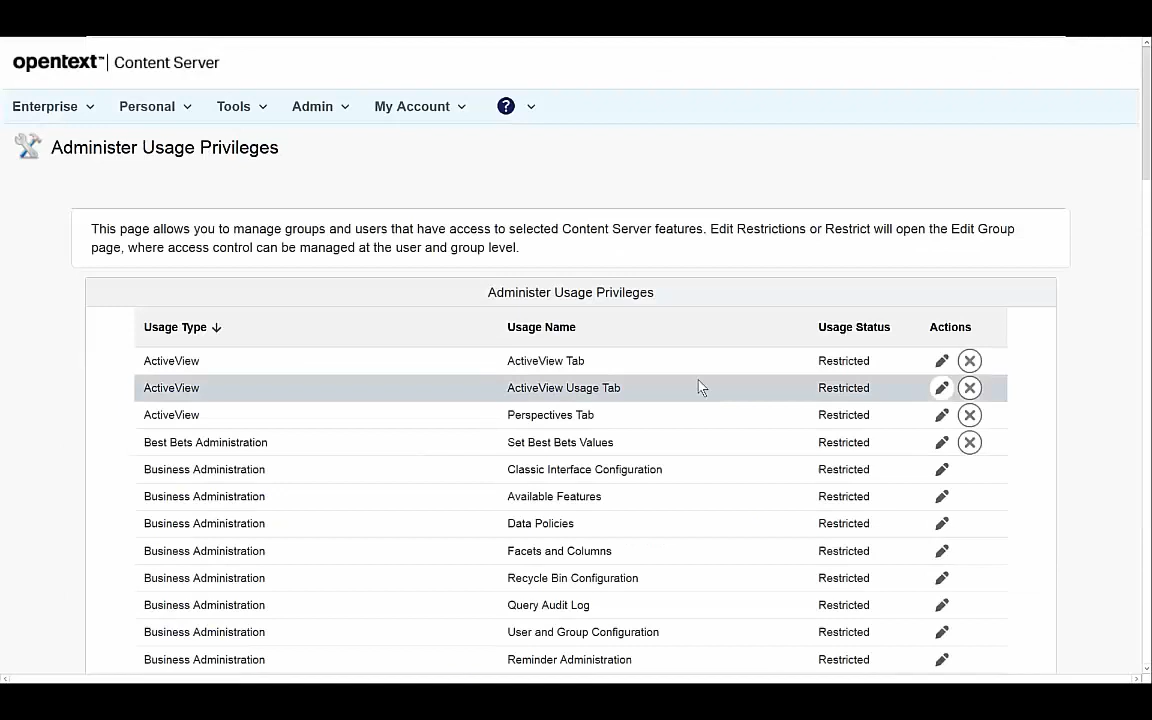 opentext™ | Content Server
Enterprise Personal Tools Admin My Account ?
Administer Usage Privileges
This page allows you to manage groups and users that have access to selected Content Server features. Edit Restrictions or Restrict will open the Edit Group
page, where access control can be managed at the user and group level.
Administer Usage Privileges
Usage Type ↓ Usage Name Usage Status Actions
ActiveView ActiveView Tab Restricted
ActiveView ActiveView Usage Tab Restricted
ActiveView Perspectives Tab Restricted
Best Bets Administration Set Best Bets Values Restricted
Business Administration Classic Interface Configuration Restricted
Business Administration Available Features Restricted
Business Administration Data Policies Restricted
Business Administration Facets and Columns Restricted
Business Administration Recycle Bin Configuration Restricted
Business Administration Query Audit Log Restricted
Business Administration User and Group Configuration Restricted
Business Administration Reminder Administration Restricted